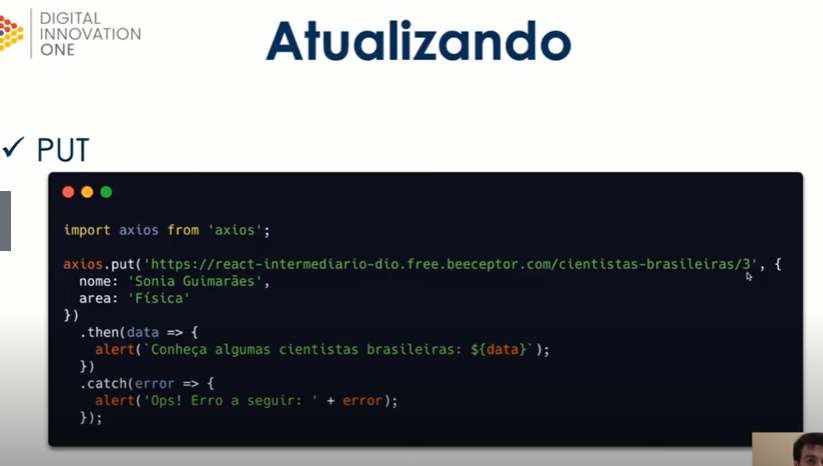 DIGITAL
INNOVATION
ONE
Atualizando
✓ PUT
import axios from 'axios';
axios.put('https://react-intermediario-dio.free.beeceptor.com/cientistas-brasileiras/3', {
nome: 'Sonia Guimarães',
area: 'Física'
})
.then(data => {
alert(`Conheça algumas cientistas brasileiras: ${data}`);
})
.catch(error => {
alert('Ops! Erro a seguir: ' + error);
});